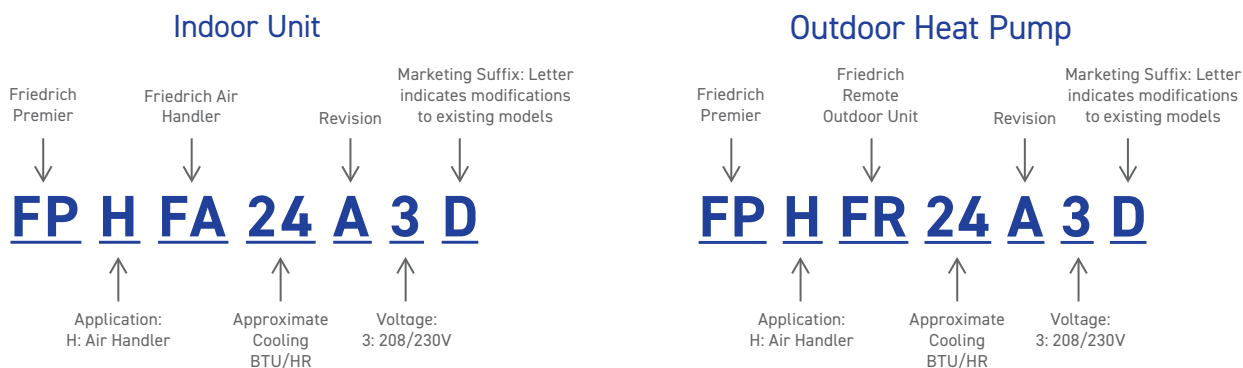 Indoor Unit
Friedrich
Premier
Friedrich Air
Handler
Revision
Marketing Suffix: Letter
indicates modifications
to existing models
FP H FA 24 A 3 D
Application:
H: Air Handler
Approximate
Cooling
BTU/HR
Voltage:
3: 208/230V
Outdoor Heat Pump
Friedrich
Premier
Friedrich
Remote
Outdoor Unit
Revision
Marketing Suffix: Letter
indicates modifications
to existing models
FP H FR 24 A 3 D
Application:
H: Air Handler
Approximate
Cooling
BTU/HR
Voltage:
3: 208/230V